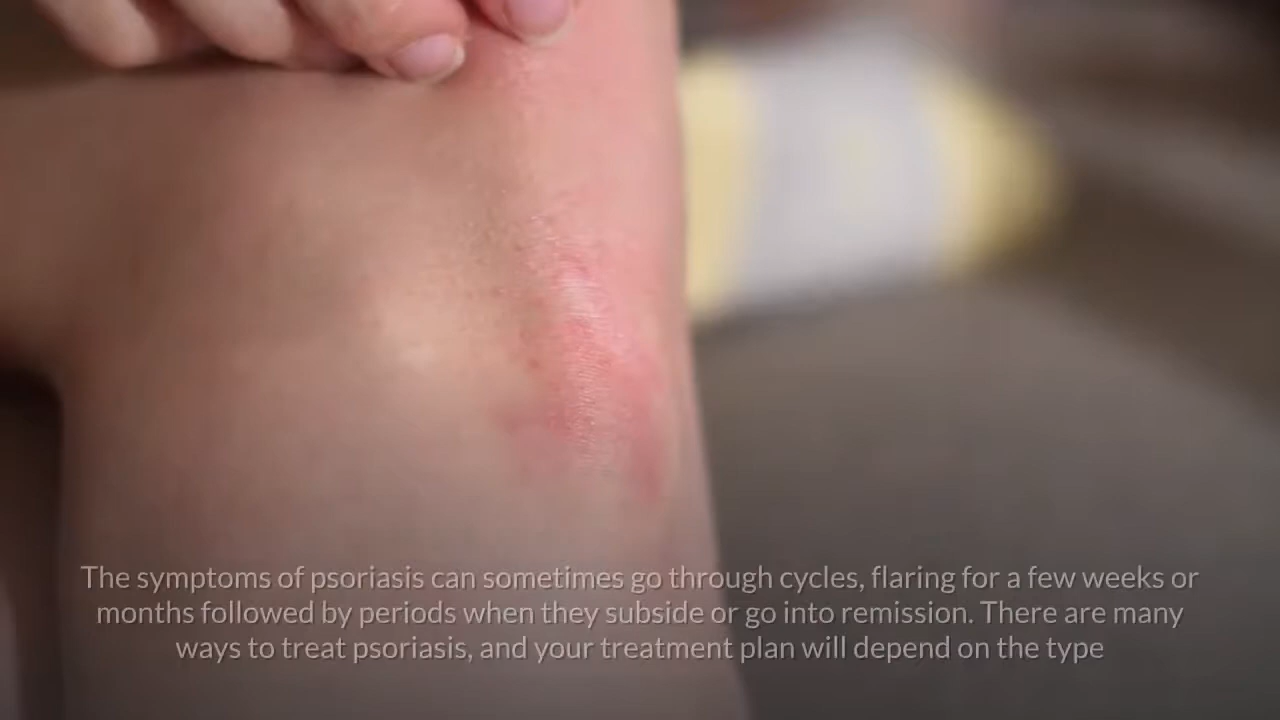 The symptoms of psoriasis can sometimes go through cycles, flaring for a few weeks or
months followed by periods when they subside or go into remission. There are many
ways to treat psoriasis, and your treatment plan will depend on the type